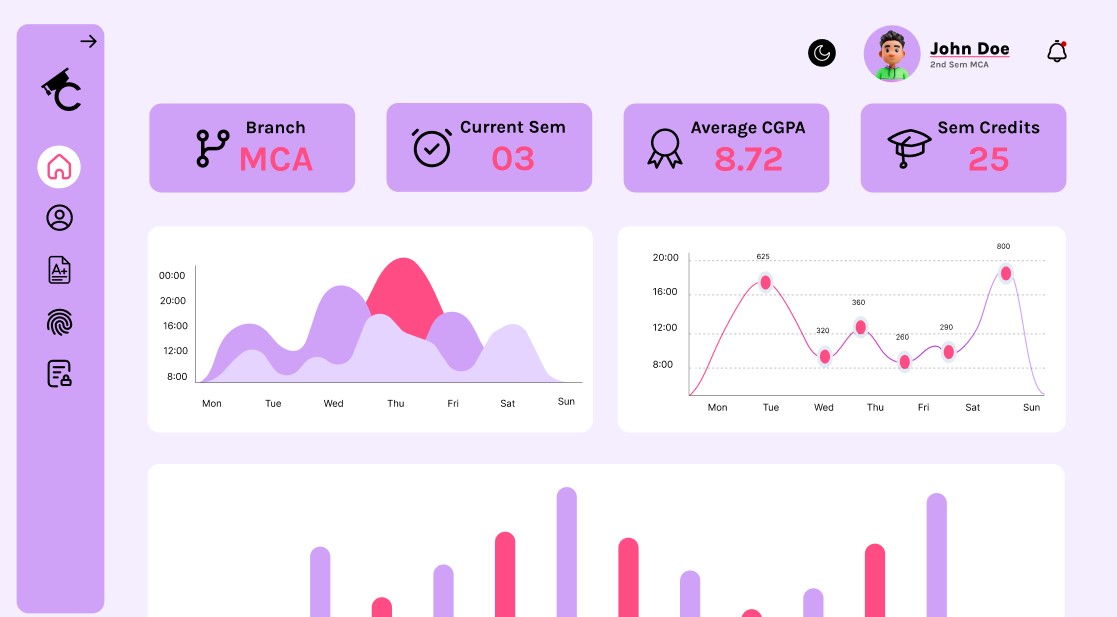 John Doe
2nd Sem MCA
C
Branch
MCA
Current Sem
03
Average CGPA
8.72
Sem Credits
25
A+
00:00
20:00
16:00
12:00
8:00
Mon Tue Wed Thu Fri Sat Sun
20:00
16:00
12:00
8:00
625
320
360
260
290
800
Mon Tue Wed Thu Fri Sat Sun